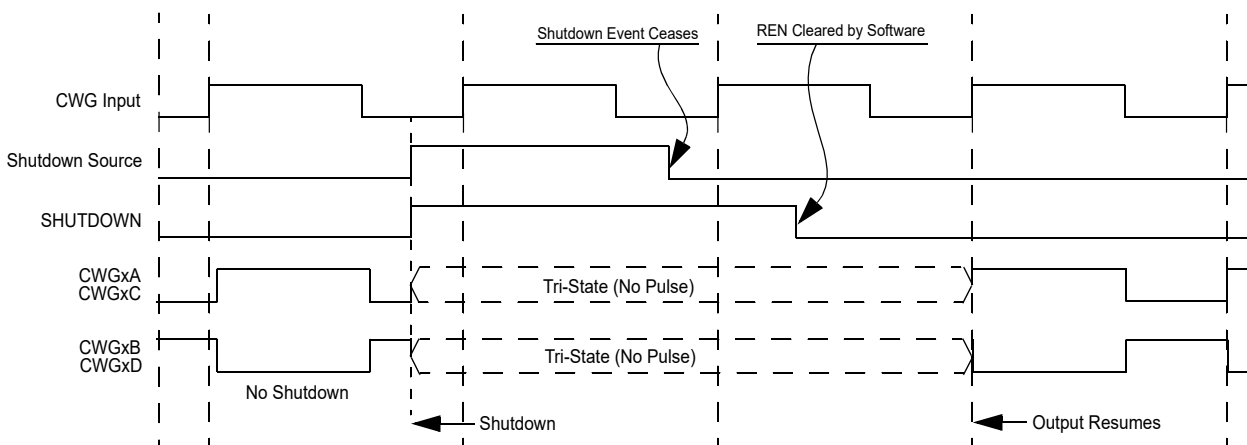 Shutdown Event Ceases
REN Cleared by Software
CWG Input
Shutdown Source
SHUTDOWN
CWGxA
CWGxC
Tri-State (No Pulse)
CWGxB
CWGxD
Tri-State (No Pulse)
No Shutdown
Shutdown
Output Resumes